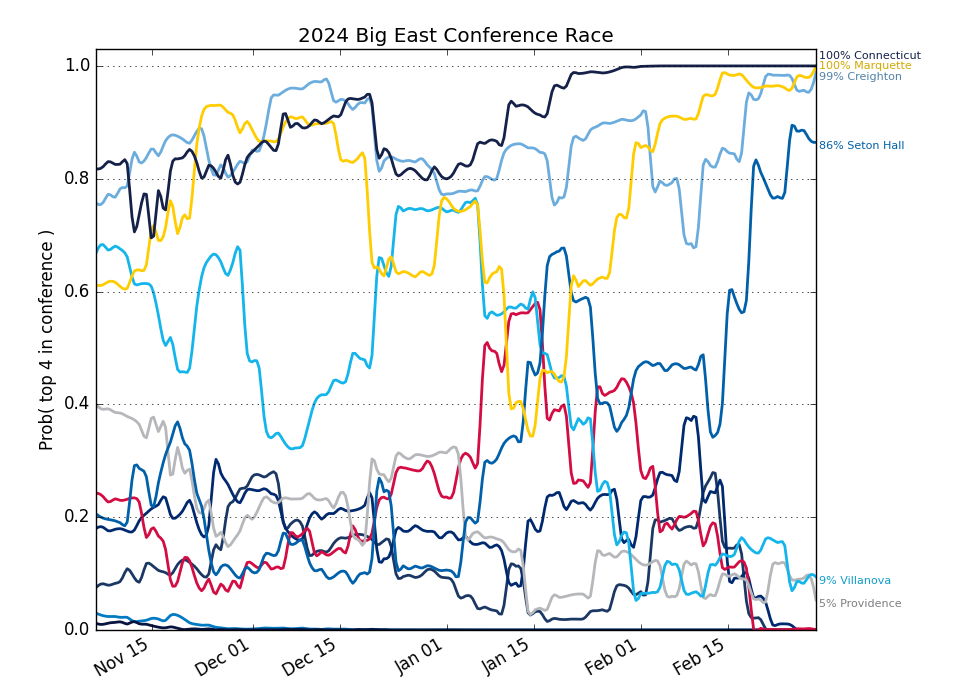 2024 Big East Conference Race
100% Connecticut
100% Marquette
99% Creighton
86% Seton Hall
9% Villanova
5% Providence
Prob( top 4 in conference )
1.0
0.8
0.6
0.4
0.2
0.0
Nov 15
Dec 01
Dec 15
Jan 01
Jan 15
Feb 01
Feb 15